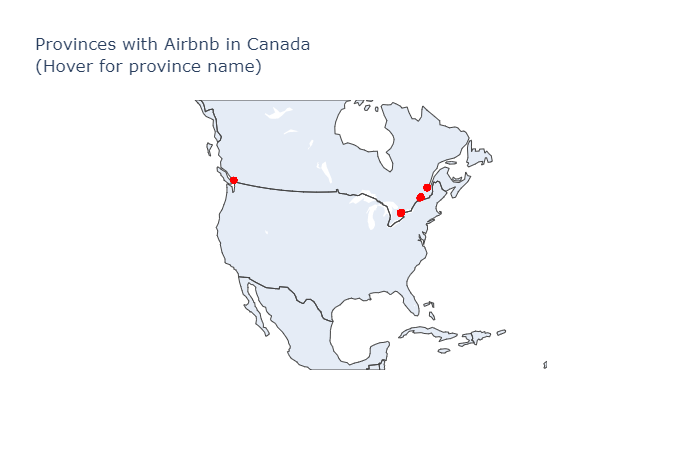 Provinces with Airbnb in Canada
(Hover for province name)